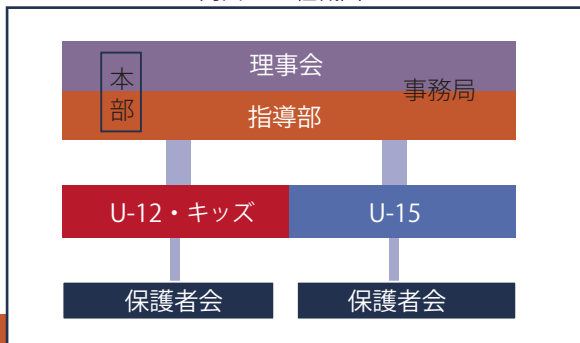 理事会
本部
事務局
指導部
U-12・キッズ
U-15
保護者会
保護者会